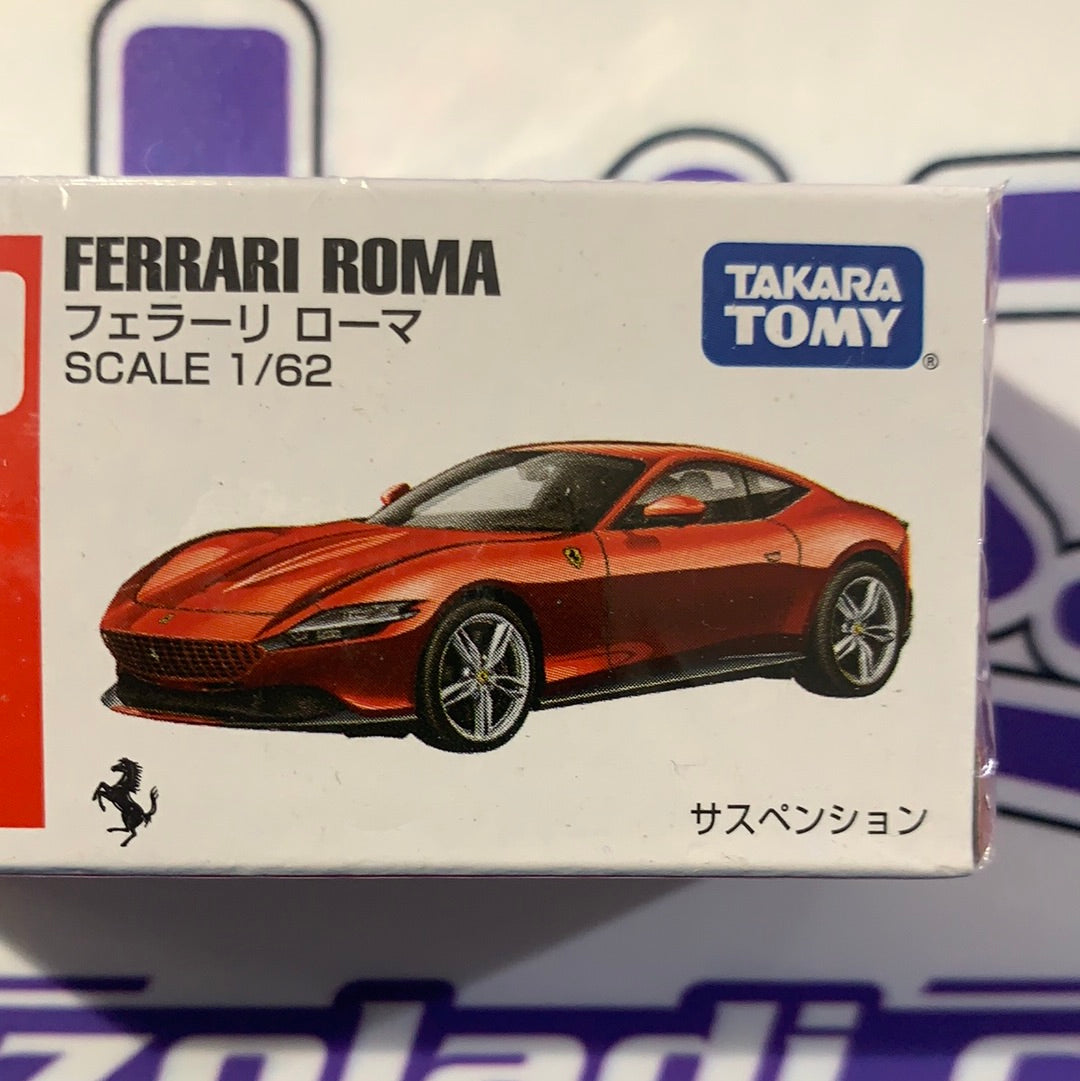 FERRARI ROMA
フェラーリ ローマ
SCALE 1/62
TAKARA
TOMY
®
サスペンション
zoladi